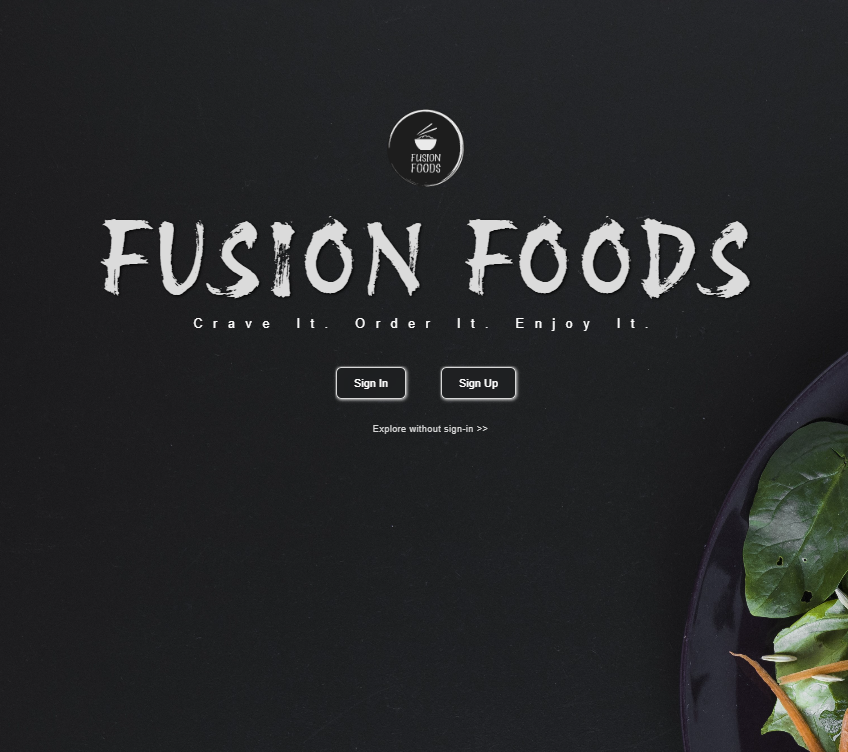 FUSION
FOODS
FUSION FOODS
Crave It. Order It. Enjoy It.
Sign In Sign Up
Explore without sign-in >>